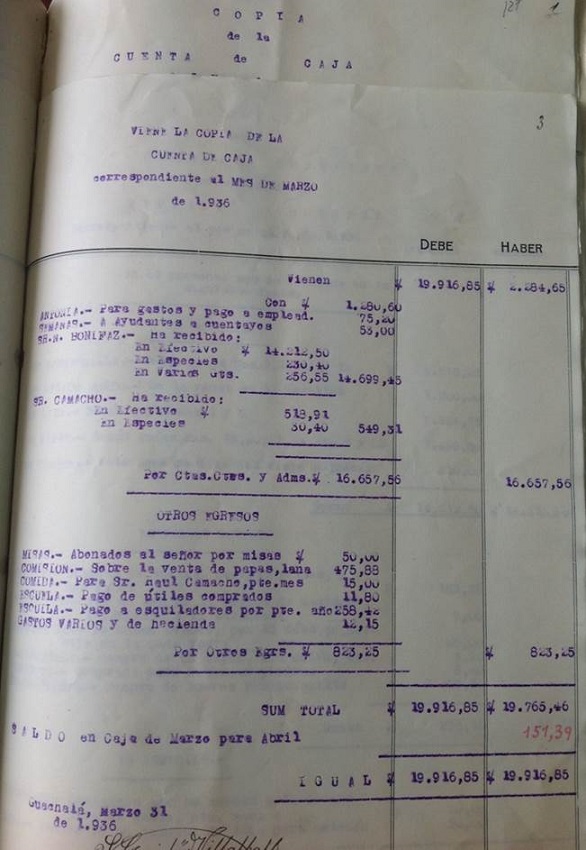 C O P I A
de la
C U E N T A de C A J A
1
3
VIENE LA COPIA DE LA
CUENTA DE CAJA
correspondiente al MES DE MARZO
de 1.936
DEBE HABER
Vienen $ 19.916,85 $ 2.284,65
Con $ 1.280,60
ANTONIA.- Para gastos y pago a emplead. 75,20
SEMANAS.- A Ayudantes a cuentayos 53,00
SR.N. BONIFAZ.- ha recibido:
En Efectivo $ 14.212,50
En Especies 230,40
En Varias Cts. 256,55 14.699,45
SR. CAMACHO.- ha recibido:
En Efectivo $ 518,91
En Especies 30,40 549,31
Por Ctas.Ctes. y Adms.$ 16.657,56 16.657,56
OTROS EGRESOS
MISAS.- Abonados al señor por misas $ 50,00
COMISION.- Sobre la venta de papas,lana 475,88
COMIDA.- Para Sr. Raul Camacho,pte.mes 15,00
ESCUELA.- Pago de útiles comprados 11,80
ESQUILA.- Pago a esquiladores por pte. año 258,42
GASTOS VARIOS y de hacienda 12,15
Por Otros Egrs. $ 823,25 $ 823,25
SUM TOTAL $ 19.916,85 $ 19.765,46
S A L D O en Caja de Marzo para Abril 151,39
I G U A L $ 19.916,85 $ 19.916,85
Guachalá, Marzo 31
de 1.936